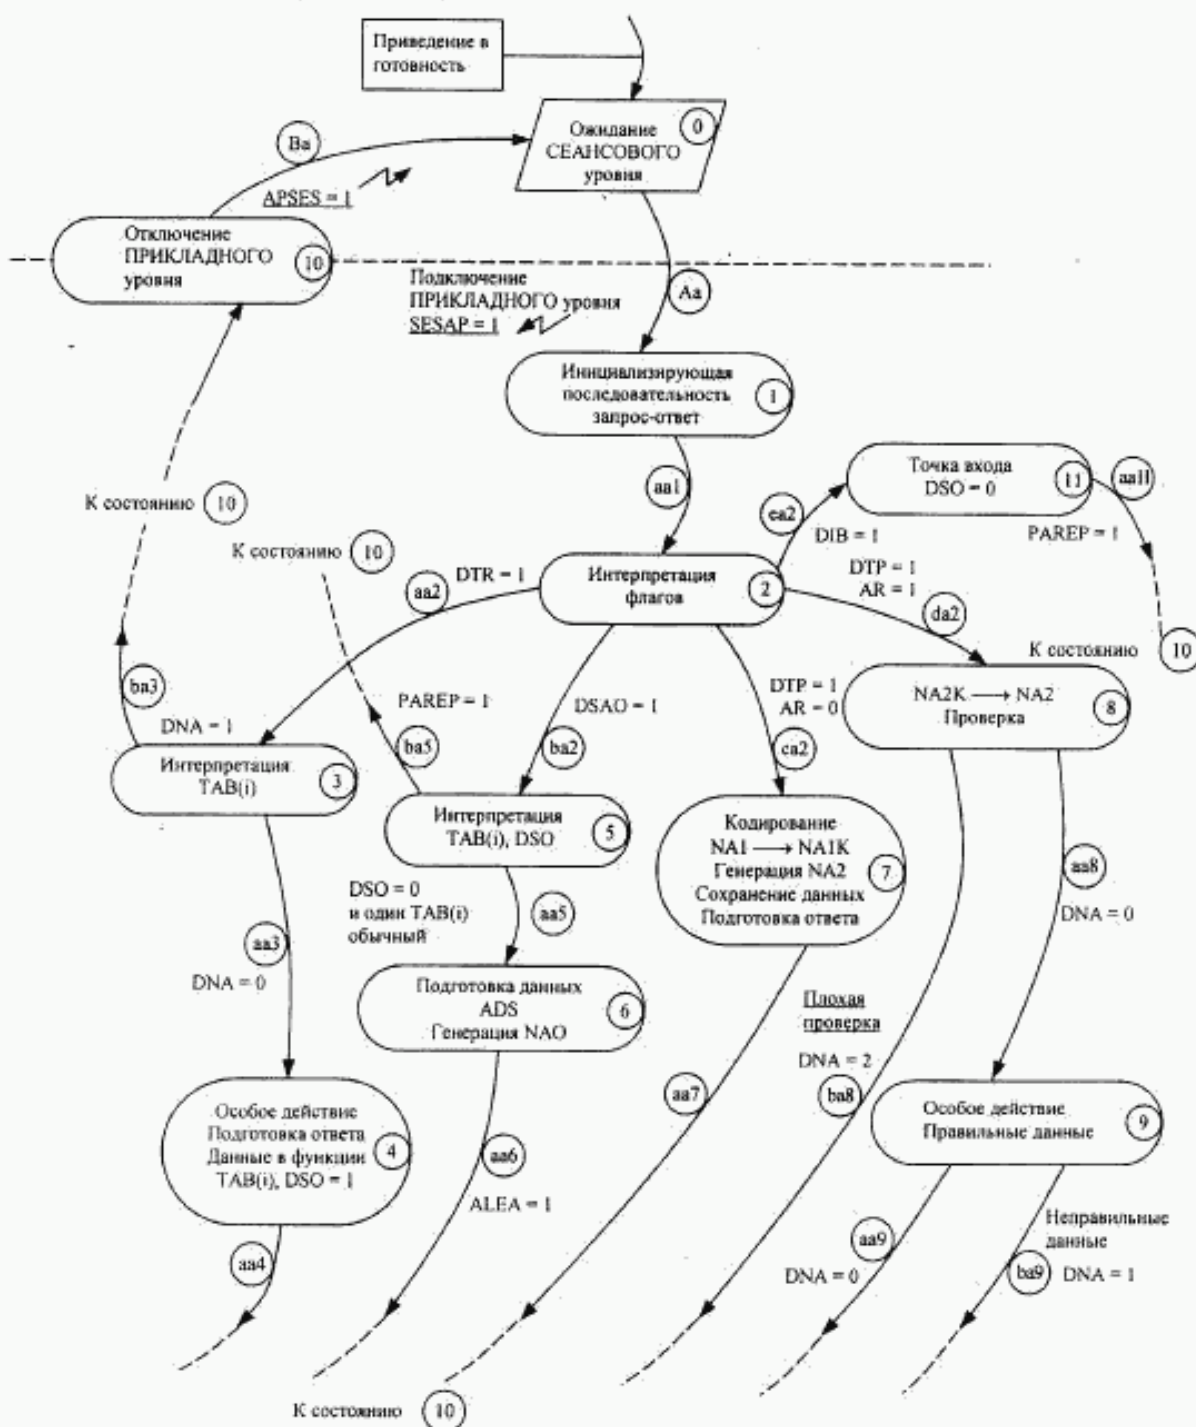 Приведение в
готовность
Ожидание
СЕАНСОВОГО
уровня
0
Ba
APSES = 1
Отключение
ПРИКЛАДНОГО
уровня
10
Подключение
ПРИКЛАДНОГО уровня
SESAP = 1
Aa
Инициализирующая
последовательность
запрос-ответ
1
aa1
Точка входа
DSO = 0
11
aa11
ea2
DIB = 1
PAREP = 1
К состоянию 10
К состоянию 10
DTR = 1
aa2
Интерпретация
флагов
2
DTP = 1
AR = 1
da2
К состоянию 10
ba3
DNA = 1
PAREP = 1
ba5
DSAO = 1
ba2
DTP = 1
AR = 0
ca2
NA2K → NA2
Проверка
8
Интерпретация
TAB(i)
3
Интерпретация
TAB(i), DSO
5
Кодирование
NA1 → NA1K
Генерация NA2
Сохранение данных
Подготовка ответа
7
aa8
DNA = 0
DSO = 0
и один TAB(i)
обычный
aa5
aa3
DNA = 0
Подготовка данных
ADS
Генерация NAO
6
Плохая
проверка
DNA = 2
ba8
aa7
Особое действие
Подготовка ответа
Данные в функции
TAB(i), DSO = 1
4
Особое действие
Правильные данные
9
aa6
ALEA = 1
aa4
aa9
DNA = 0
Неправильные
данные
ba9
DNA = 1
К состоянию 10